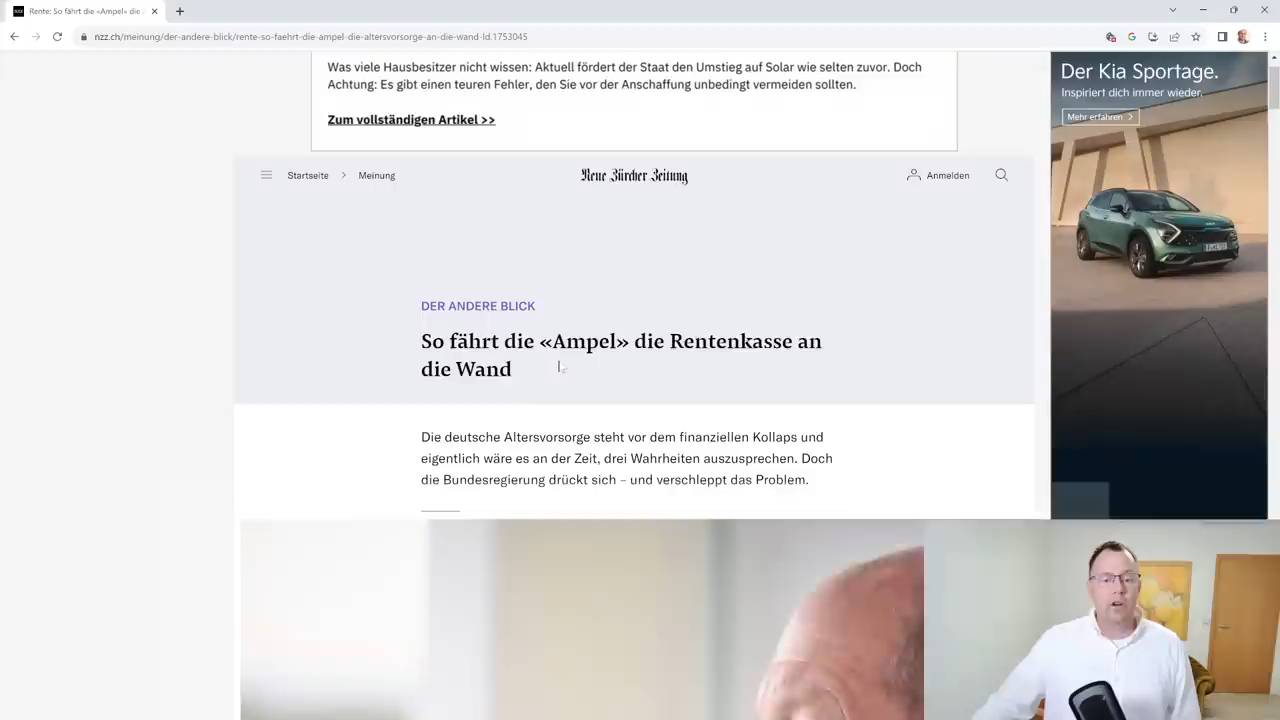 Rente: So fährt die «Ampel» die
nzz.ch/meinung/der-andere-blick/rente-so-faehrt-die-ampel-die-altersvorsorge-an-die-wand-ld.1753045
Was viele Hausbesitzer nicht wissen: Aktuell fördert der Staat den Umstieg auf Solar wie selten zuvor. Doch
Achtung: Es gibt einen teuren Fehler, den Sie vor der Anschaffung unbedingt vermeiden sollten.
Zum vollständigen Artikel >>
Der Kia Sportage.
Inspiriert dich immer wieder.
Mehr erfahren >
Startseite > Meinung
Neue Zürcher Zeitung
Anmelden
DER ANDERE BLICK
So fährt die «Ampel» die Rentenkasse an
die Wand
Die deutsche Altersvorsorge steht vor dem finanziellen Kollaps und
eigentlich wäre es an der Zeit, drei Wahrheiten auszusprechen. Doch
die Bundesregierung drückt sich – und verschleppt das Problem.